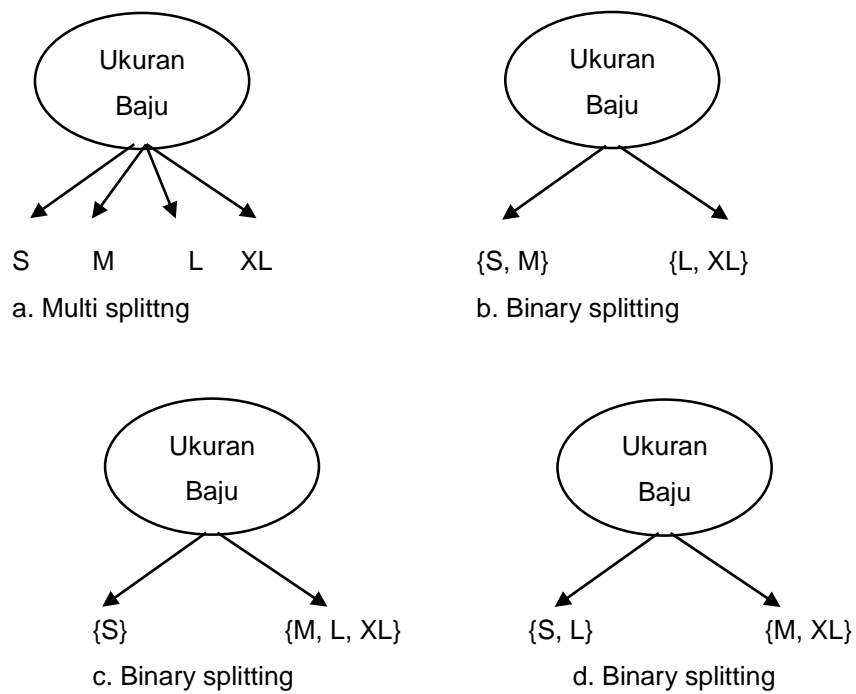 Ukuran
Baju
S M L XL
a. Multi splittng
Ukuran
Baju
{S, M} {L, XL}
b. Binary splitting
Ukuran
Baju
{S} {M, L, XL}
c. Binary splitting
Ukuran
Baju
{S, L} {M, XL}
d. Binary splitting